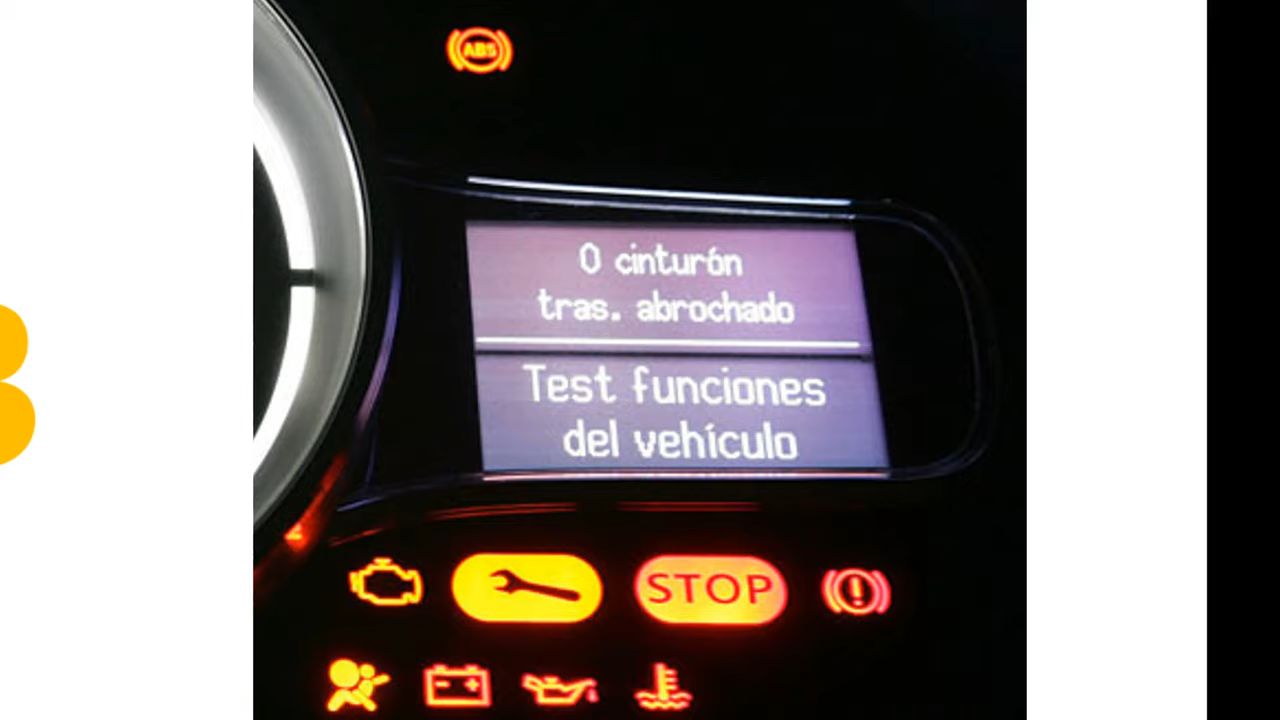 ABS
0 cinturón
tras. abrochado
Test funciones
del vehículo
STOP